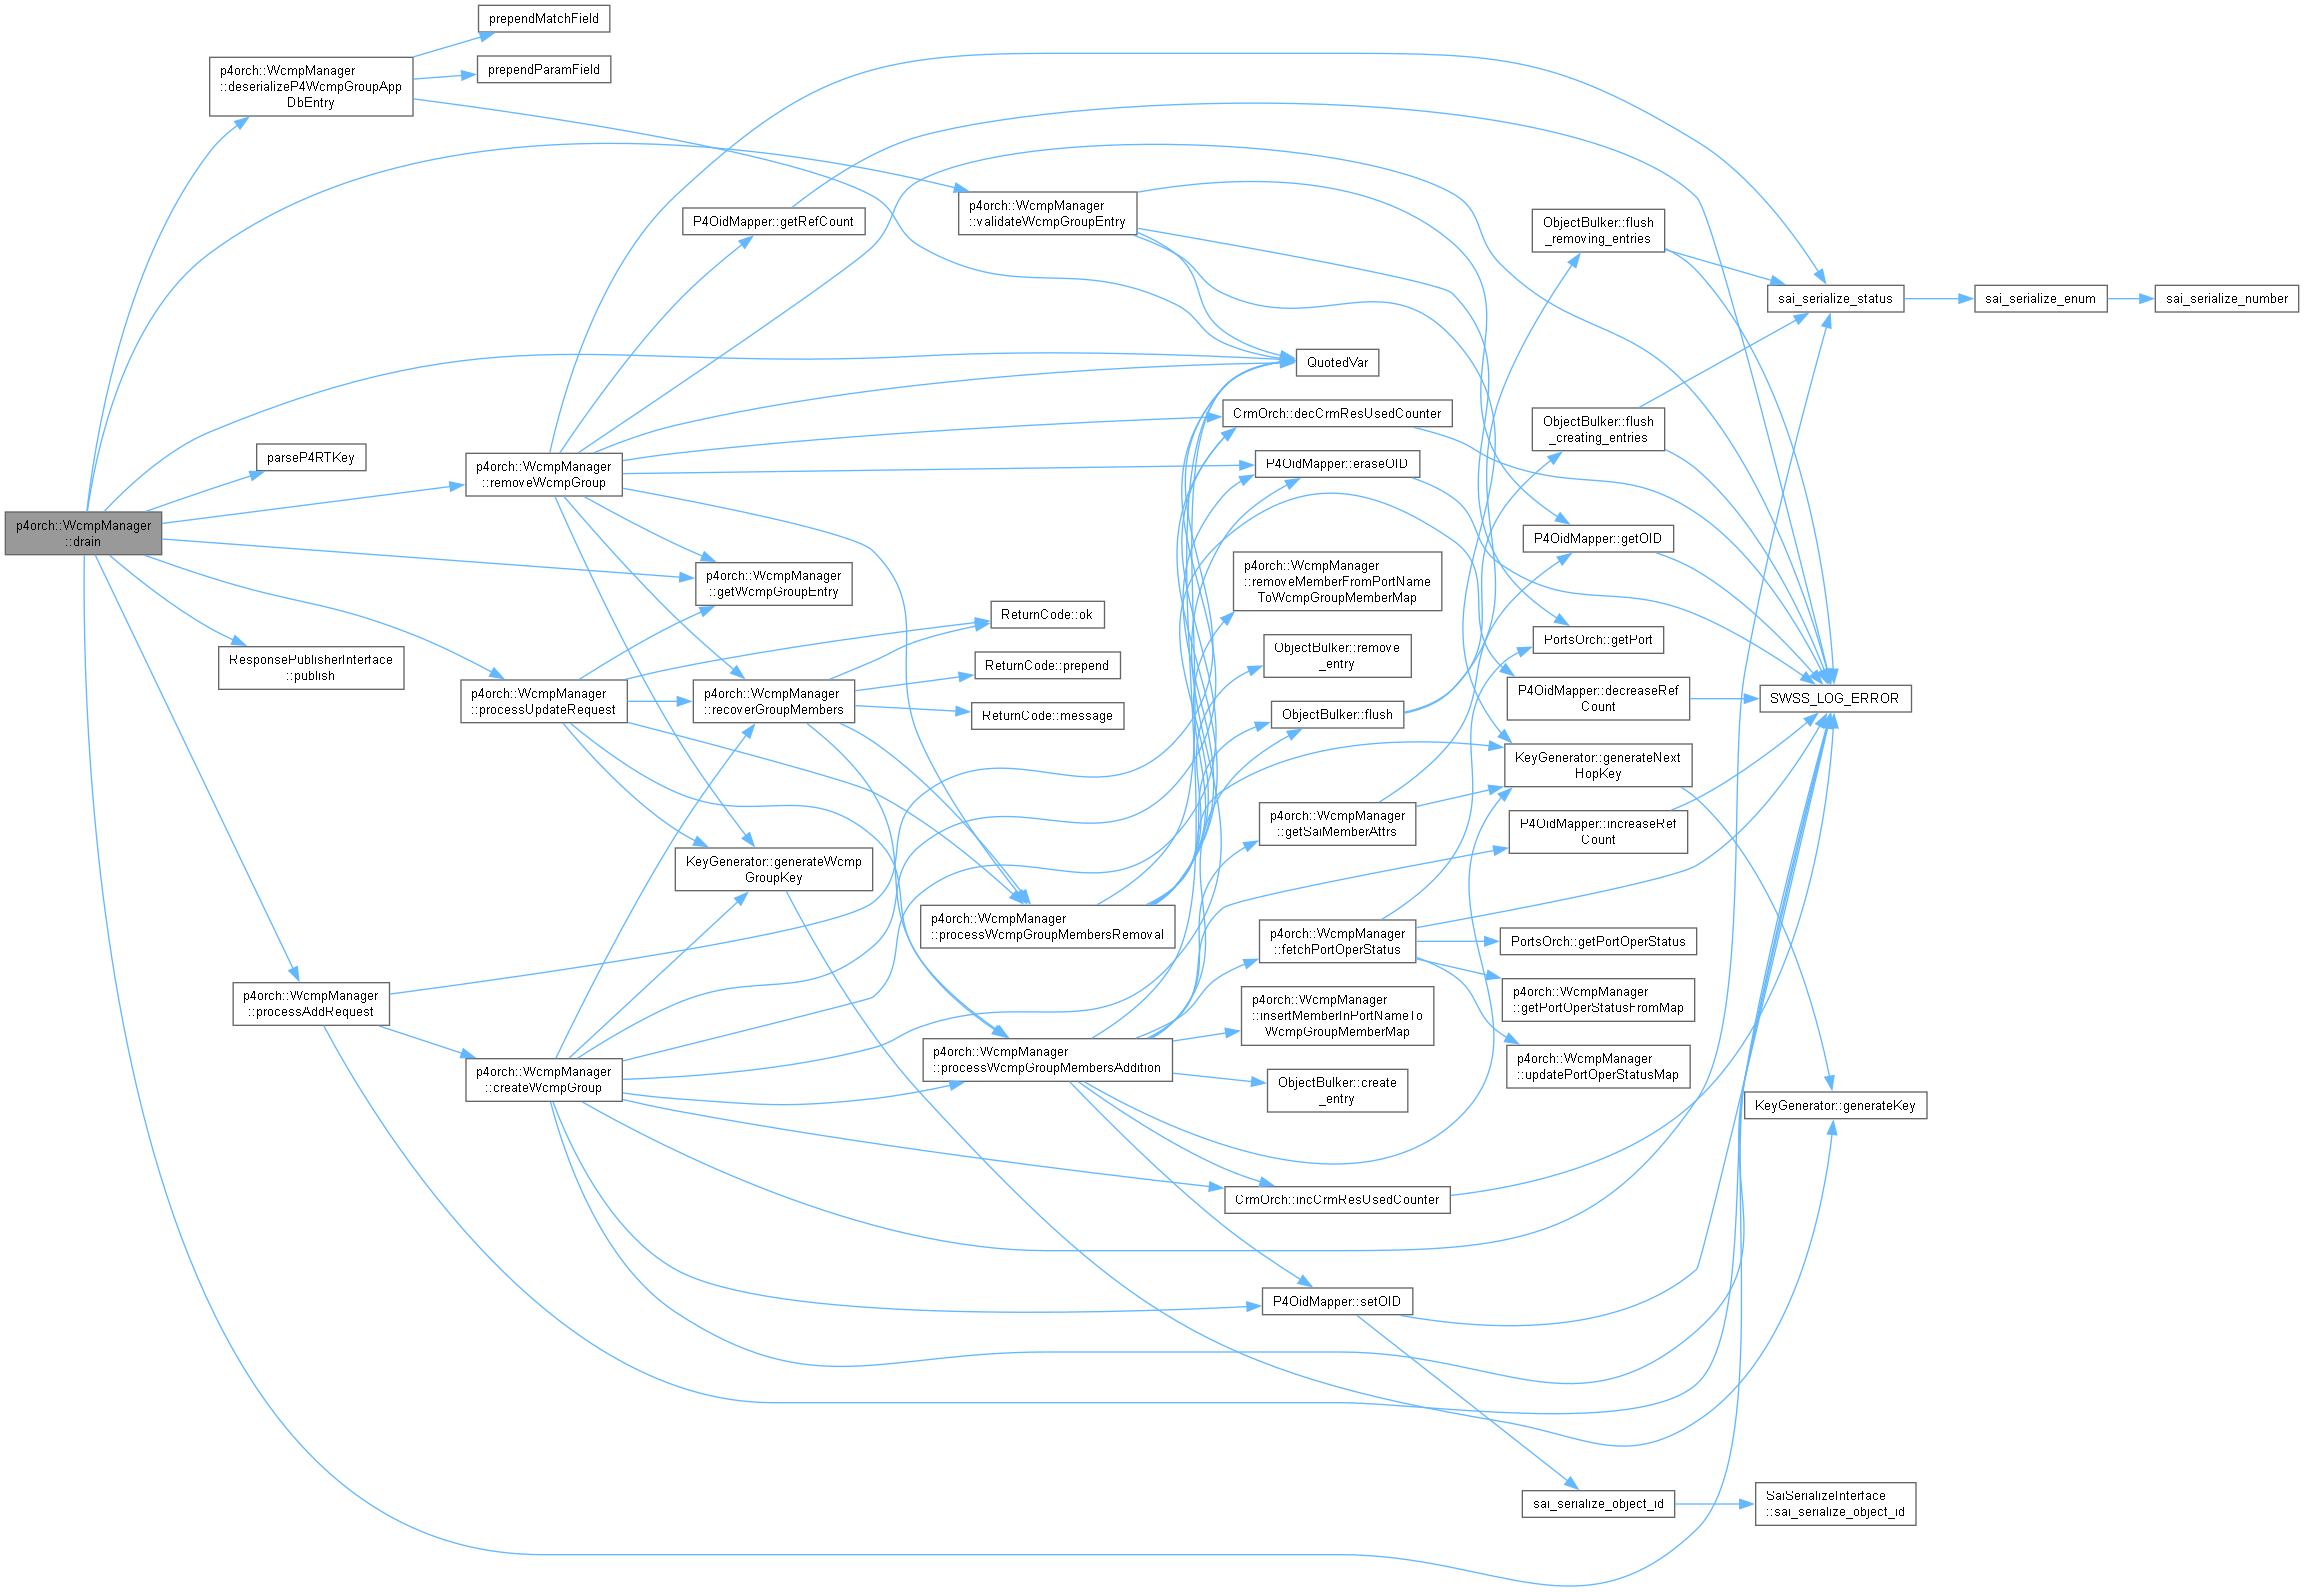 prependMatchField
p4orch::WcmpManager
::deserializeP4WcmpGroupApp
DbEntry
prependParamField
p4orch::WcmpManager
::validateWcmpGroupEntry
P4OidMapper::getRefCount
ObjectBulker::flush
_removing_entries
sai_serialize_status
sai_serialize_enum
sai_serialize_number
QuotedVar
CrmOrch::decCrmResUsedCounter
ObjectBulker::flush
_creating_entries
parseP4RTKey
p4orch::WcmpManager
::removeWcmpGroup
P4OidMapper::eraseOID
p4orch::WcmpManager
::drain
P4OidMapper::getOID
p4orch::WcmpManager
::getWcmpGroupEntry
p4orch::WcmpManager
::removeMemberFromPortName
ToWcmpGroupMemberMap
ReturnCode::ok
PortsOrch::getPort
ResponsePublisherInterface
::publish
ReturnCode::prepend
ObjectBulker::remove
_entry
p4orch::WcmpManager
::processUpdateRequest
p4orch::WcmpManager
::recoverGroupMembers
P4OidMapper::decreaseRef
Count
SWSS_LOG_ERROR
ReturnCode::message
ObjectBulker::flush
KeyGenerator::generateNext
HopKey
p4orch::WcmpManager
::getSaiMemberAttrs
P4OidMapper::increaseRef
Count
KeyGenerator::generateWcmp
GroupKey
p4orch::WcmpManager
::processWcmpGroupMembersRemoval
p4orch::WcmpManager
::fetchPortOperStatus
PortsOrch::getPortOperStatus
p4orch::WcmpManager
::processAddRequest
p4orch::WcmpManager
::insertMemberInPortNameTo
WcmpGroupMemberMap
p4orch::WcmpManager
::getPortOperStatusFromMap
p4orch::WcmpManager
::createWcmpGroup
p4orch::WcmpManager
::processWcmpGroupMembersAddition
p4orch::WcmpManager
::updatePortOperStatusMap
ObjectBulker::create
_entry
KeyGenerator::generateKey
CrmOrch::incCrmResUsedCounter
P4OidMapper::setOID
sai_serialize_object_id
SaiSerializeInterface
::sai_serialize_object_id